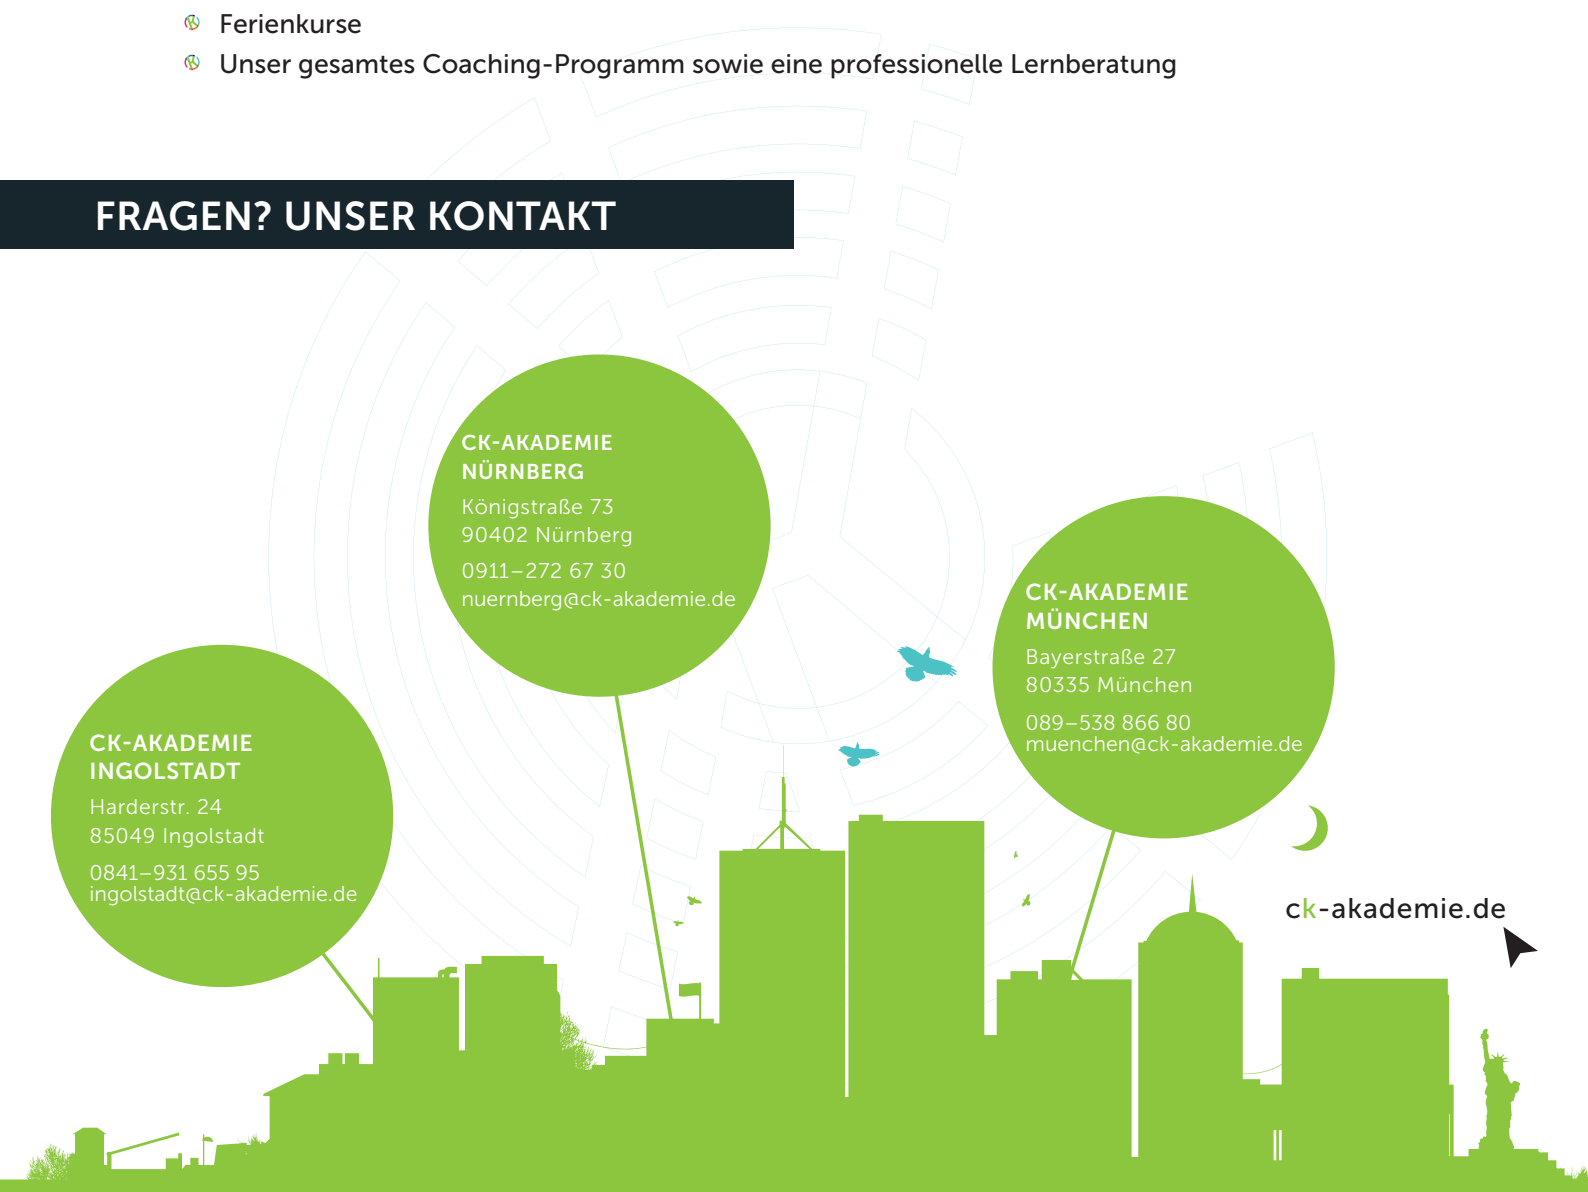 Ferienkurse
Unser gesamtes Coaching-Programm sowie eine professionelle Lernberatung
FRAGEN? UNSER KONTAKT
CK-AKADEMIE
NÜRNBERG
Königstraße 73
90402 Nürnberg
0911–272 67 30
nuernberg@ck-akademie.de
CK-AKADEMIE
MÜNCHEN
Bayerstraße 27
80335 München
089–538 866 80
muenchen@ck-akademie.de
CK-AKADEMIE
INGOLSTADT
Harderstr. 24
85049 Ingolstadt
0841–931 655 95
ingolstadt@ck-akademie.de
ck-akademie.de